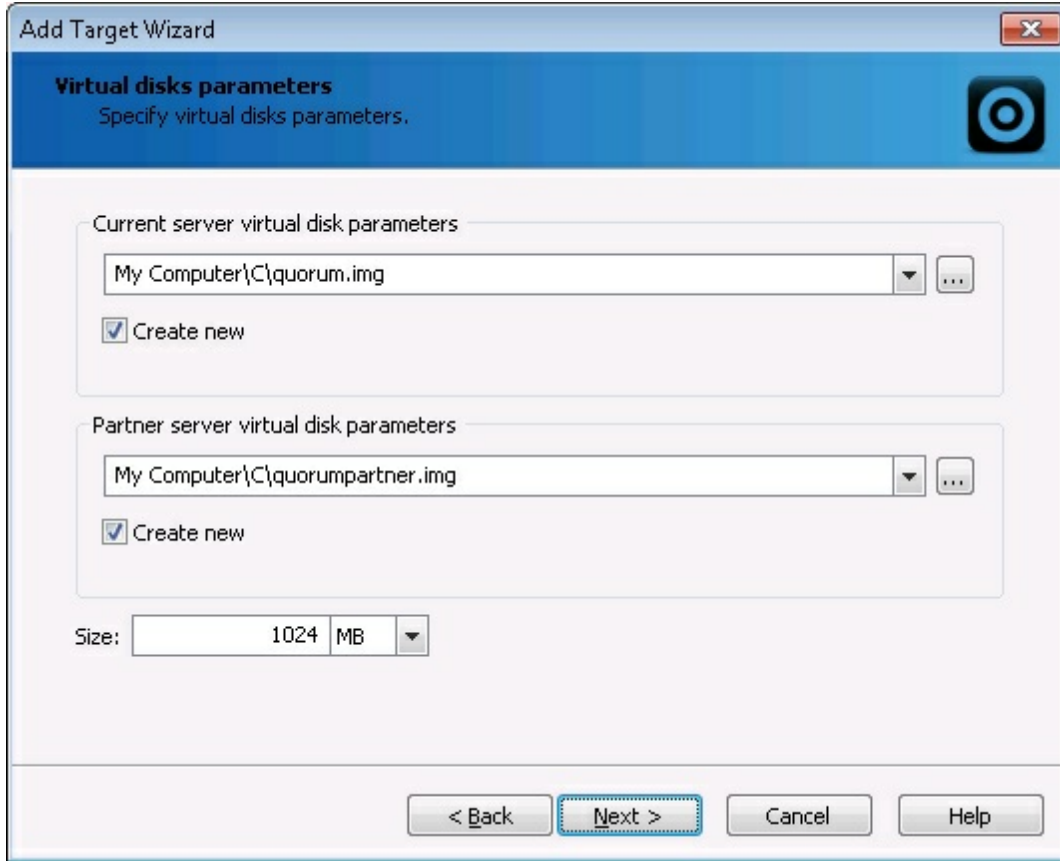 Add Target Wizard
Virtual disks parameters
Specify virtual disks parameters.
Current server virtual disk parameters
My Computer\C\quorum.img
...
Create new
Partner server virtual disk parameters
My Computer\C\quorumpartner.img
...
Create new
Size: 1024 MB
< Back Next > Cancel Help